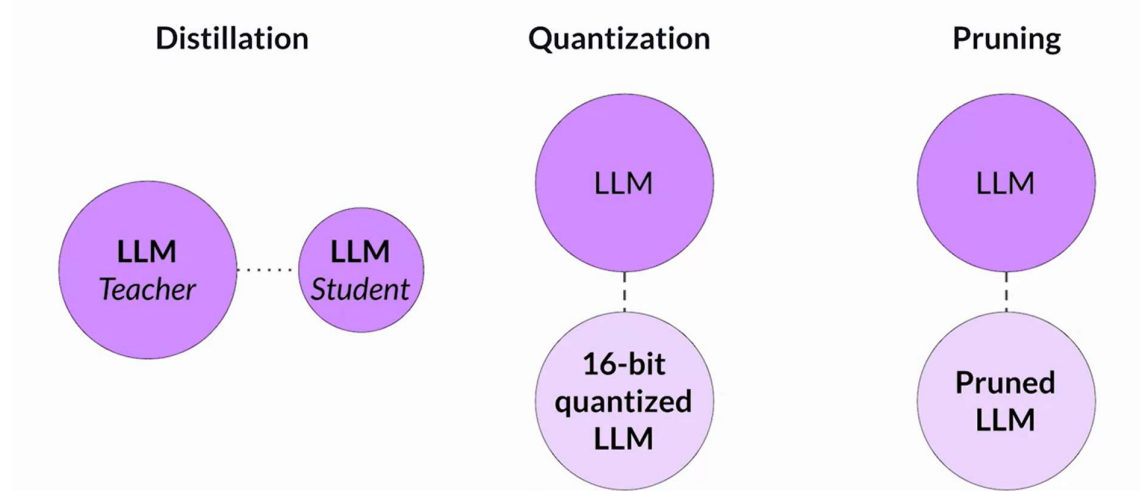 Distillation
LLM
Teacher
LLM
Student
Quantization
LLM
16-bit
quantized
LLM
Pruning
LLM
Pruned
LLM